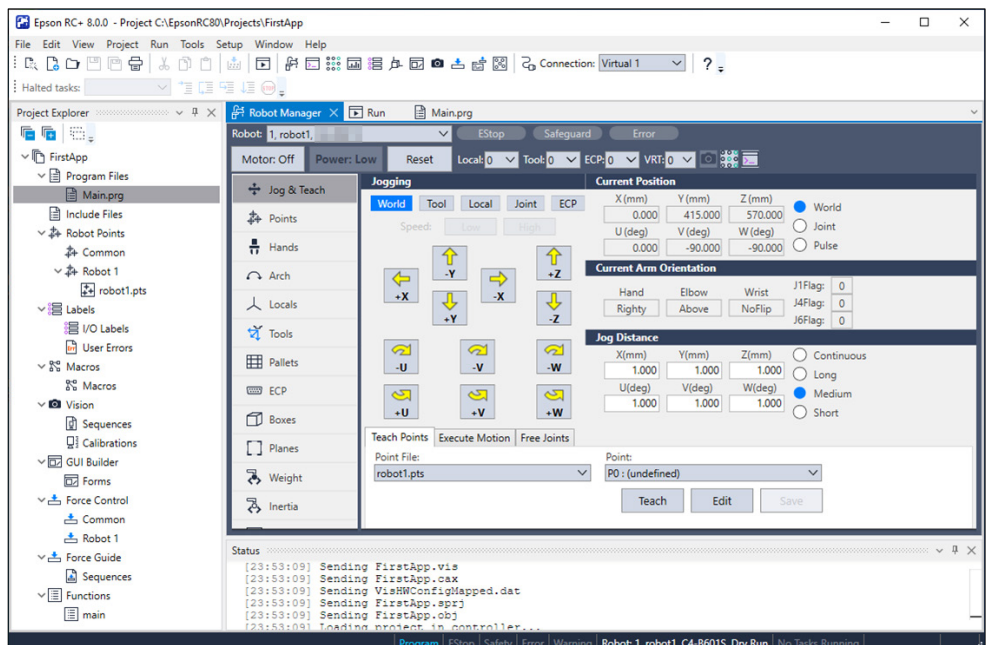 Epson RC+ 8.0.0 - Project C:\EpsonRC80\Projects\FirstApp
File Edit View Project Run Tools Setup Window Help
Connection: Virtual 1 ?
Halted tasks:
Project Explorer
FirstApp
Program Files
Main.prg
Include Files
Robot Points
Common
Robot 1
robot1.pts
Labels
I/O Labels
User Errors
Macros
Macros
Vision
Sequences
Calibrations
GUI Builder
Forms
Force Control
Common
Robot 1
Force Guide
Sequences
Functions
main
Robot Manager Run Main.prg
Robot: 1, robot1, EStop Safeguard Error
Motor: Off Power: Low Reset Local: 0 Tool: 0 ECP: 0 VRT: 0
Jog & Teach
Points
Hands
Arch
Locals
Tools
Pallets
ECP
Boxes
Planes
Weight
Inertia
Jogging
World Tool Local Joint ECP
Speed: Low High
-Y +Z
+X -X
+Y -Z
-U -V -W
+U +V +W
Current Position
X (mm) Y (mm) Z (mm)
0.000 415.000 570.000
U (deg) V (deg) W (deg)
0.000 -90.000 -90.000
World
Joint
Pulse
Current Arm Orientation
Hand Elbow Wrist
Righty Above NoFlip
J1Flag: 0
J4Flag: 0
J6Flag: 0
Jog Distance
X(mm) Y(mm) Z(mm)
1.000 1.000 1.000
U(deg) V(deg) W(deg)
1.000 1.000 1.000
Continuous
Long
Medium
Short
Teach Points Execute Motion Free Joints
Point File: Point:
robot1.pts P0 : (undefined)
Teach Edit Save
Status
[23:53:09] Sending FirstApp.vis
[23:53:09] Sending FirstApp.cax
[23:53:09] Sending VisHWConfigMapped.dat
[23:53:09] Sending FirstApp.sprj
[23:53:09] Sending FirstApp.obj
[23:53:09] Loading project in controller...
Program EStop Safety Error Warning Robot: 1, robot1, C4-B601S, Dry Run No Tasks Running